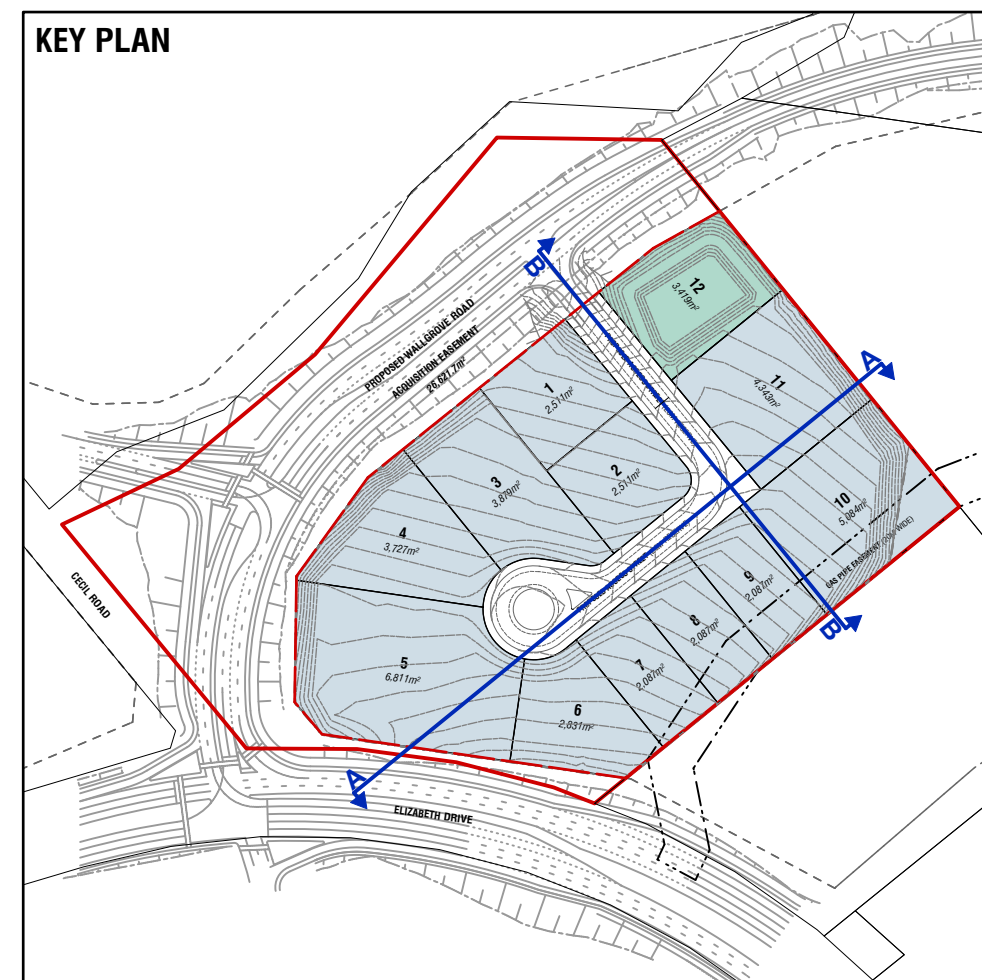 KEY PLAN
PROPOSED WALLGROVE ROAD
ACQUISITION EASEMENT
26,621.7m²
B
12
3,419m²
A
11
4,343m²
1
2,511m²
2
2,511m²
3
3,879m²
4
3,727m²
10
5,084m²
GAS PIPE EASEMENT
WIDE)
9
2,087m²
8
2,087m²
7
2,087m²
B
CECIL ROAD
5
6,811m²
6
2,831m²
A
ELIZABETH DRIVE